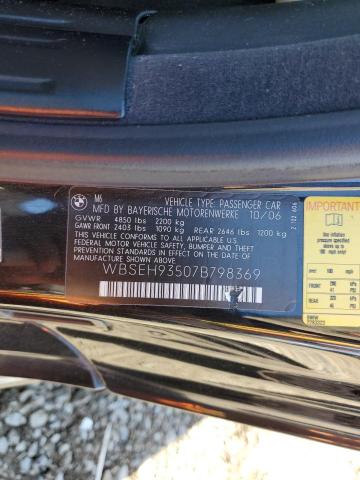 M6
VEHICLE TYPE: PASSENGER CAR
MFD BY BAYERISCHE MOTORENWERKE 10/06
GVWR 4850 lbs 2200 kg
GAWR FRONT 2403 lbs 1090 kg REAR 2646 lbs 1200 kg
THIS VEHICLE CONFORMS TO ALL APPLICABLE U.S.
FEDERAL MOTOR VEHICLE SAFETY, BUMPER AND THEFT
PREVENTION STANDARDS IN EFFECT ON THE DATE OF
MANUFACTURE SHOWN ABOVE.
WBSEH93507B798369
IMPORTANT
FRONT
REAR
BMW